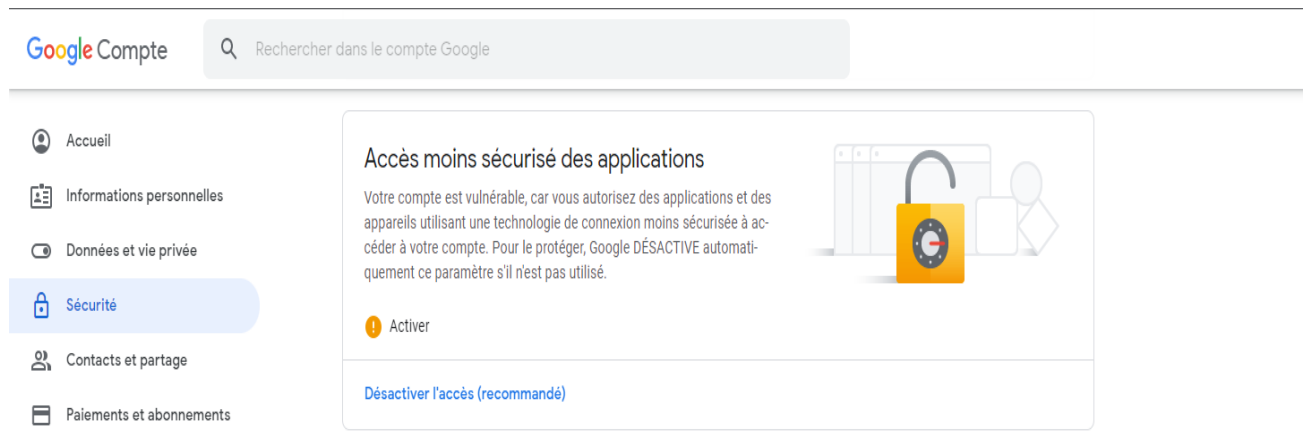 Google Compte
Rechercher dans le compte Google
Accueil
Informations personnelles
Données et vie privée
Sécurité
Contacts et partage
Paiements et abonnements
Accès moins sécurisé des applications
Votre compte est vulnérable, car vous autorisez des applications et des
appareils utilisant une technologie de connexion moins sécurisée à ac-
céder à votre compte. Pour le protéger, Google DÉSACTIVE automati-
quement ce paramètre s'il n'est pas utilisé.
Activer
Désactiver l'accès (recommandé)